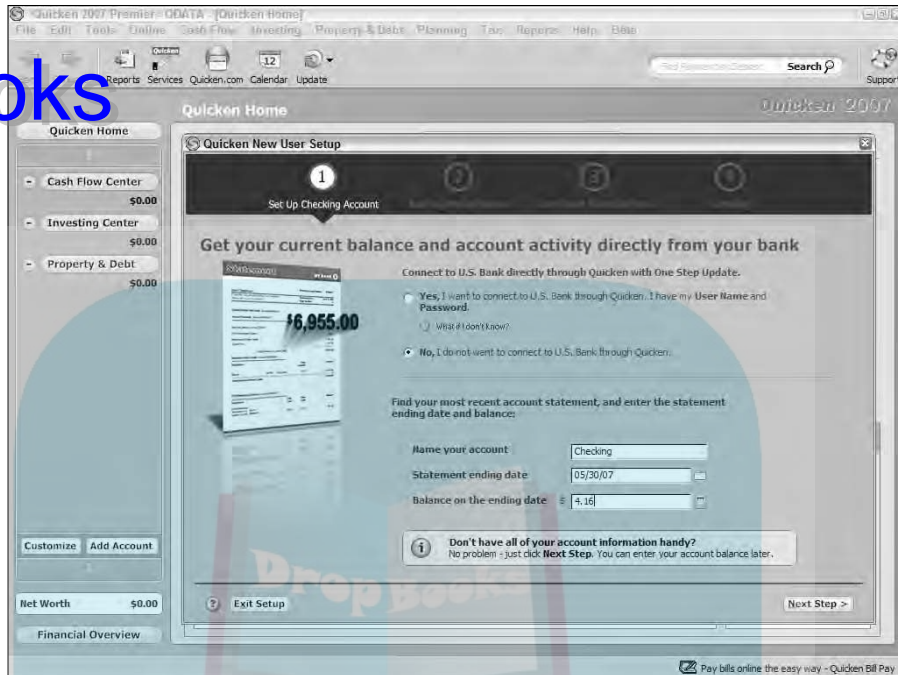 Quicken 2007 Premier - QDATA - [Quicken Home]
File Edit Tools Online Cash Flow Investing Property & Debt Planning Tax Reports Help Bills
oks
Quicken
12
Reports Services Quicken.com Calendar Update
Search
Support
Quicken Home
Quicken 2007
Quicken Home
Cash Flow Center
$0.00
Investing Center
$0.00
Property & Debt
$0.00
Customize Add Account
Net Worth $0.00
Financial Overview
Quicken New User Setup
1 2 3
Set Up Checking Account
Get your current balance and account activity directly from your bank
$6,955.00
Connect to U.S. Bank directly through Quicken with One Step Update.
Yes, I want to connect to U.S. Bank through Quicken. I have my User Name and
Password.
What if I don't know?
No, I do not want to connect to U.S. Bank through Quicken.
Find your most recent account statement, and enter the statement
ending date and balance:
Name your account Checking
Statement ending date 05/30/07
Balance on the ending date $ 4.16
Don't have all of your account information handy?
No problem - just click Next Step. You can enter your account balance later.
Drop Books
? Exit Setup Next Step >
Pay bills online the easy way - Quicken Bill Pay